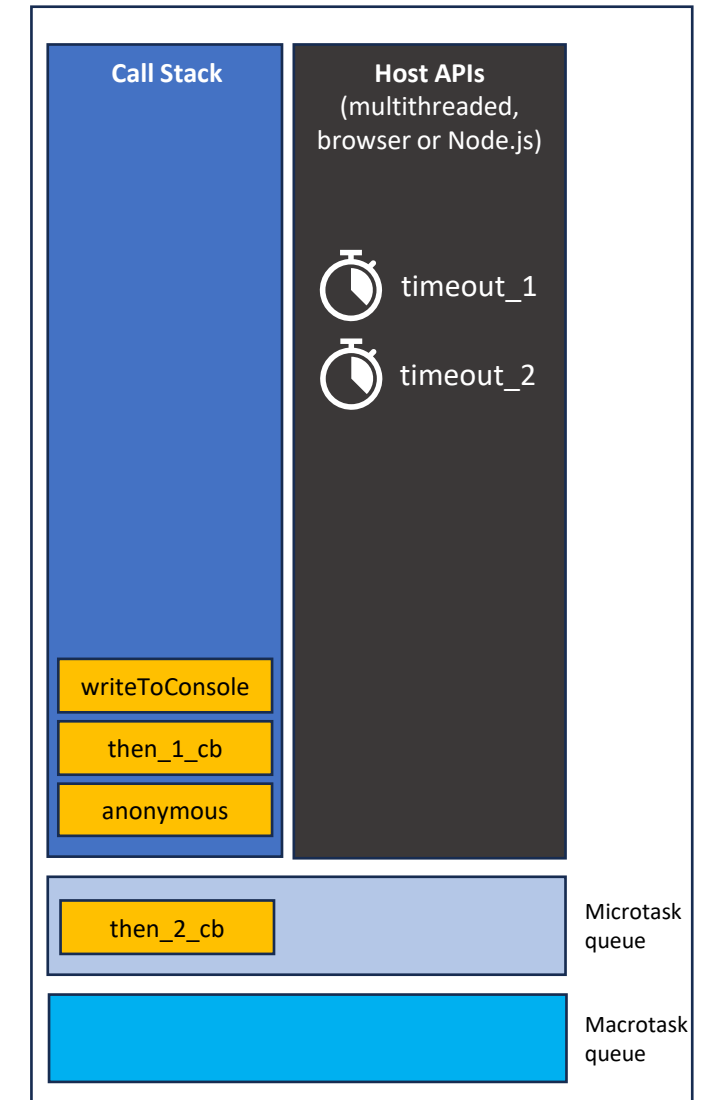 Call Stack
Host APIs
(multithreaded,
browser or Node.js)
timeout_1
timeout_2
writeToConsole
then_1_cb
anonymous
then_2_cb
Microtask
queue
Macrotask
queue